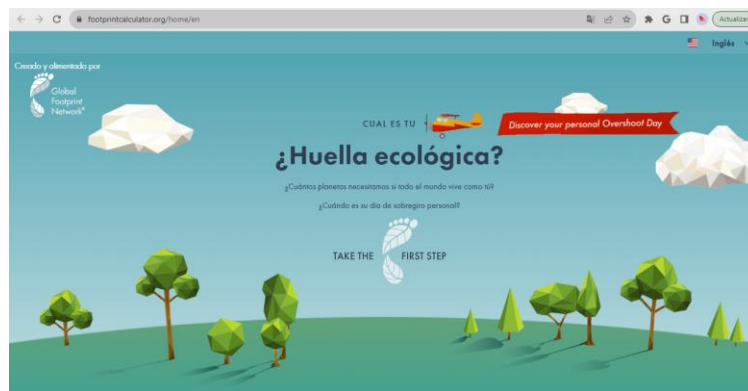 footprintcalculator.org/home/en
G
Actualizar
Inglés
Creado y alimentado por
Global
Footprint
Network®
CUAL ES TU
Discover your personal Overshoot Day
¿Huella ecológica?
¿Cuántos planetas necesitamos si todo el mundo vive como tú?
¿Cuándo es su día de sobregiro personal?
TAKE THE FIRST STEP